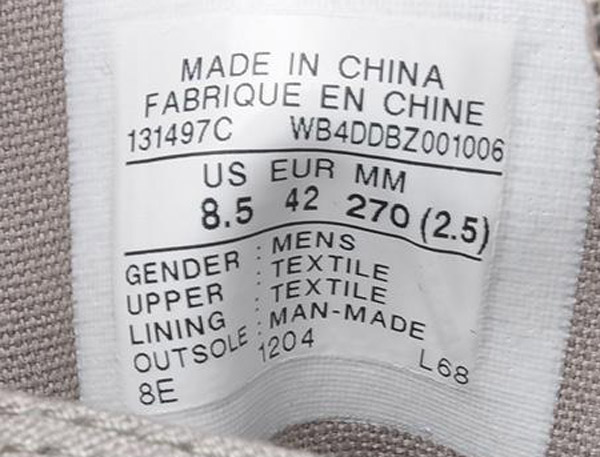 MADE IN CHINA
FABRIQUE EN CHINE
131497C WB4DDBZ001006
US EUR MM
8.5 42 270 (2.5)
GENDER : MENS
UPPER : TEXTILE
LINING : TEXTILE
OUTSOLE : MAN-MADE
8E 1204 L68